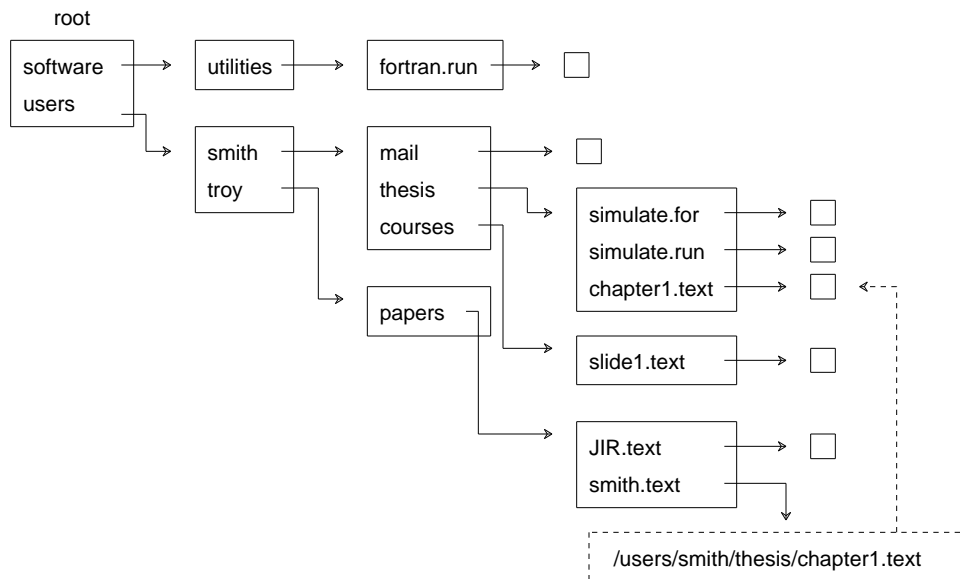 root
software
users
utilities
fortran.run
smith
troy
mail
thesis
courses
simulate.for
simulate.run
chapter1.text
papers
slide1.text
JIR.text
smith.text
/users/smith/thesis/chapter1.text